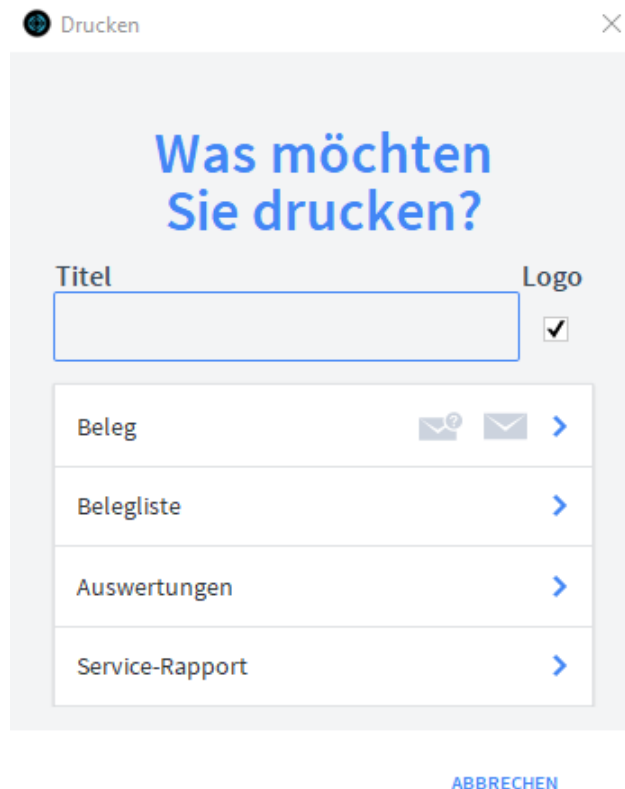 Drucken
Was möchten
Sie drucken?
Titel
Logo
Beleg
?
Belegliste
Auswertungen
Service-Rapport
ABBRECHEN